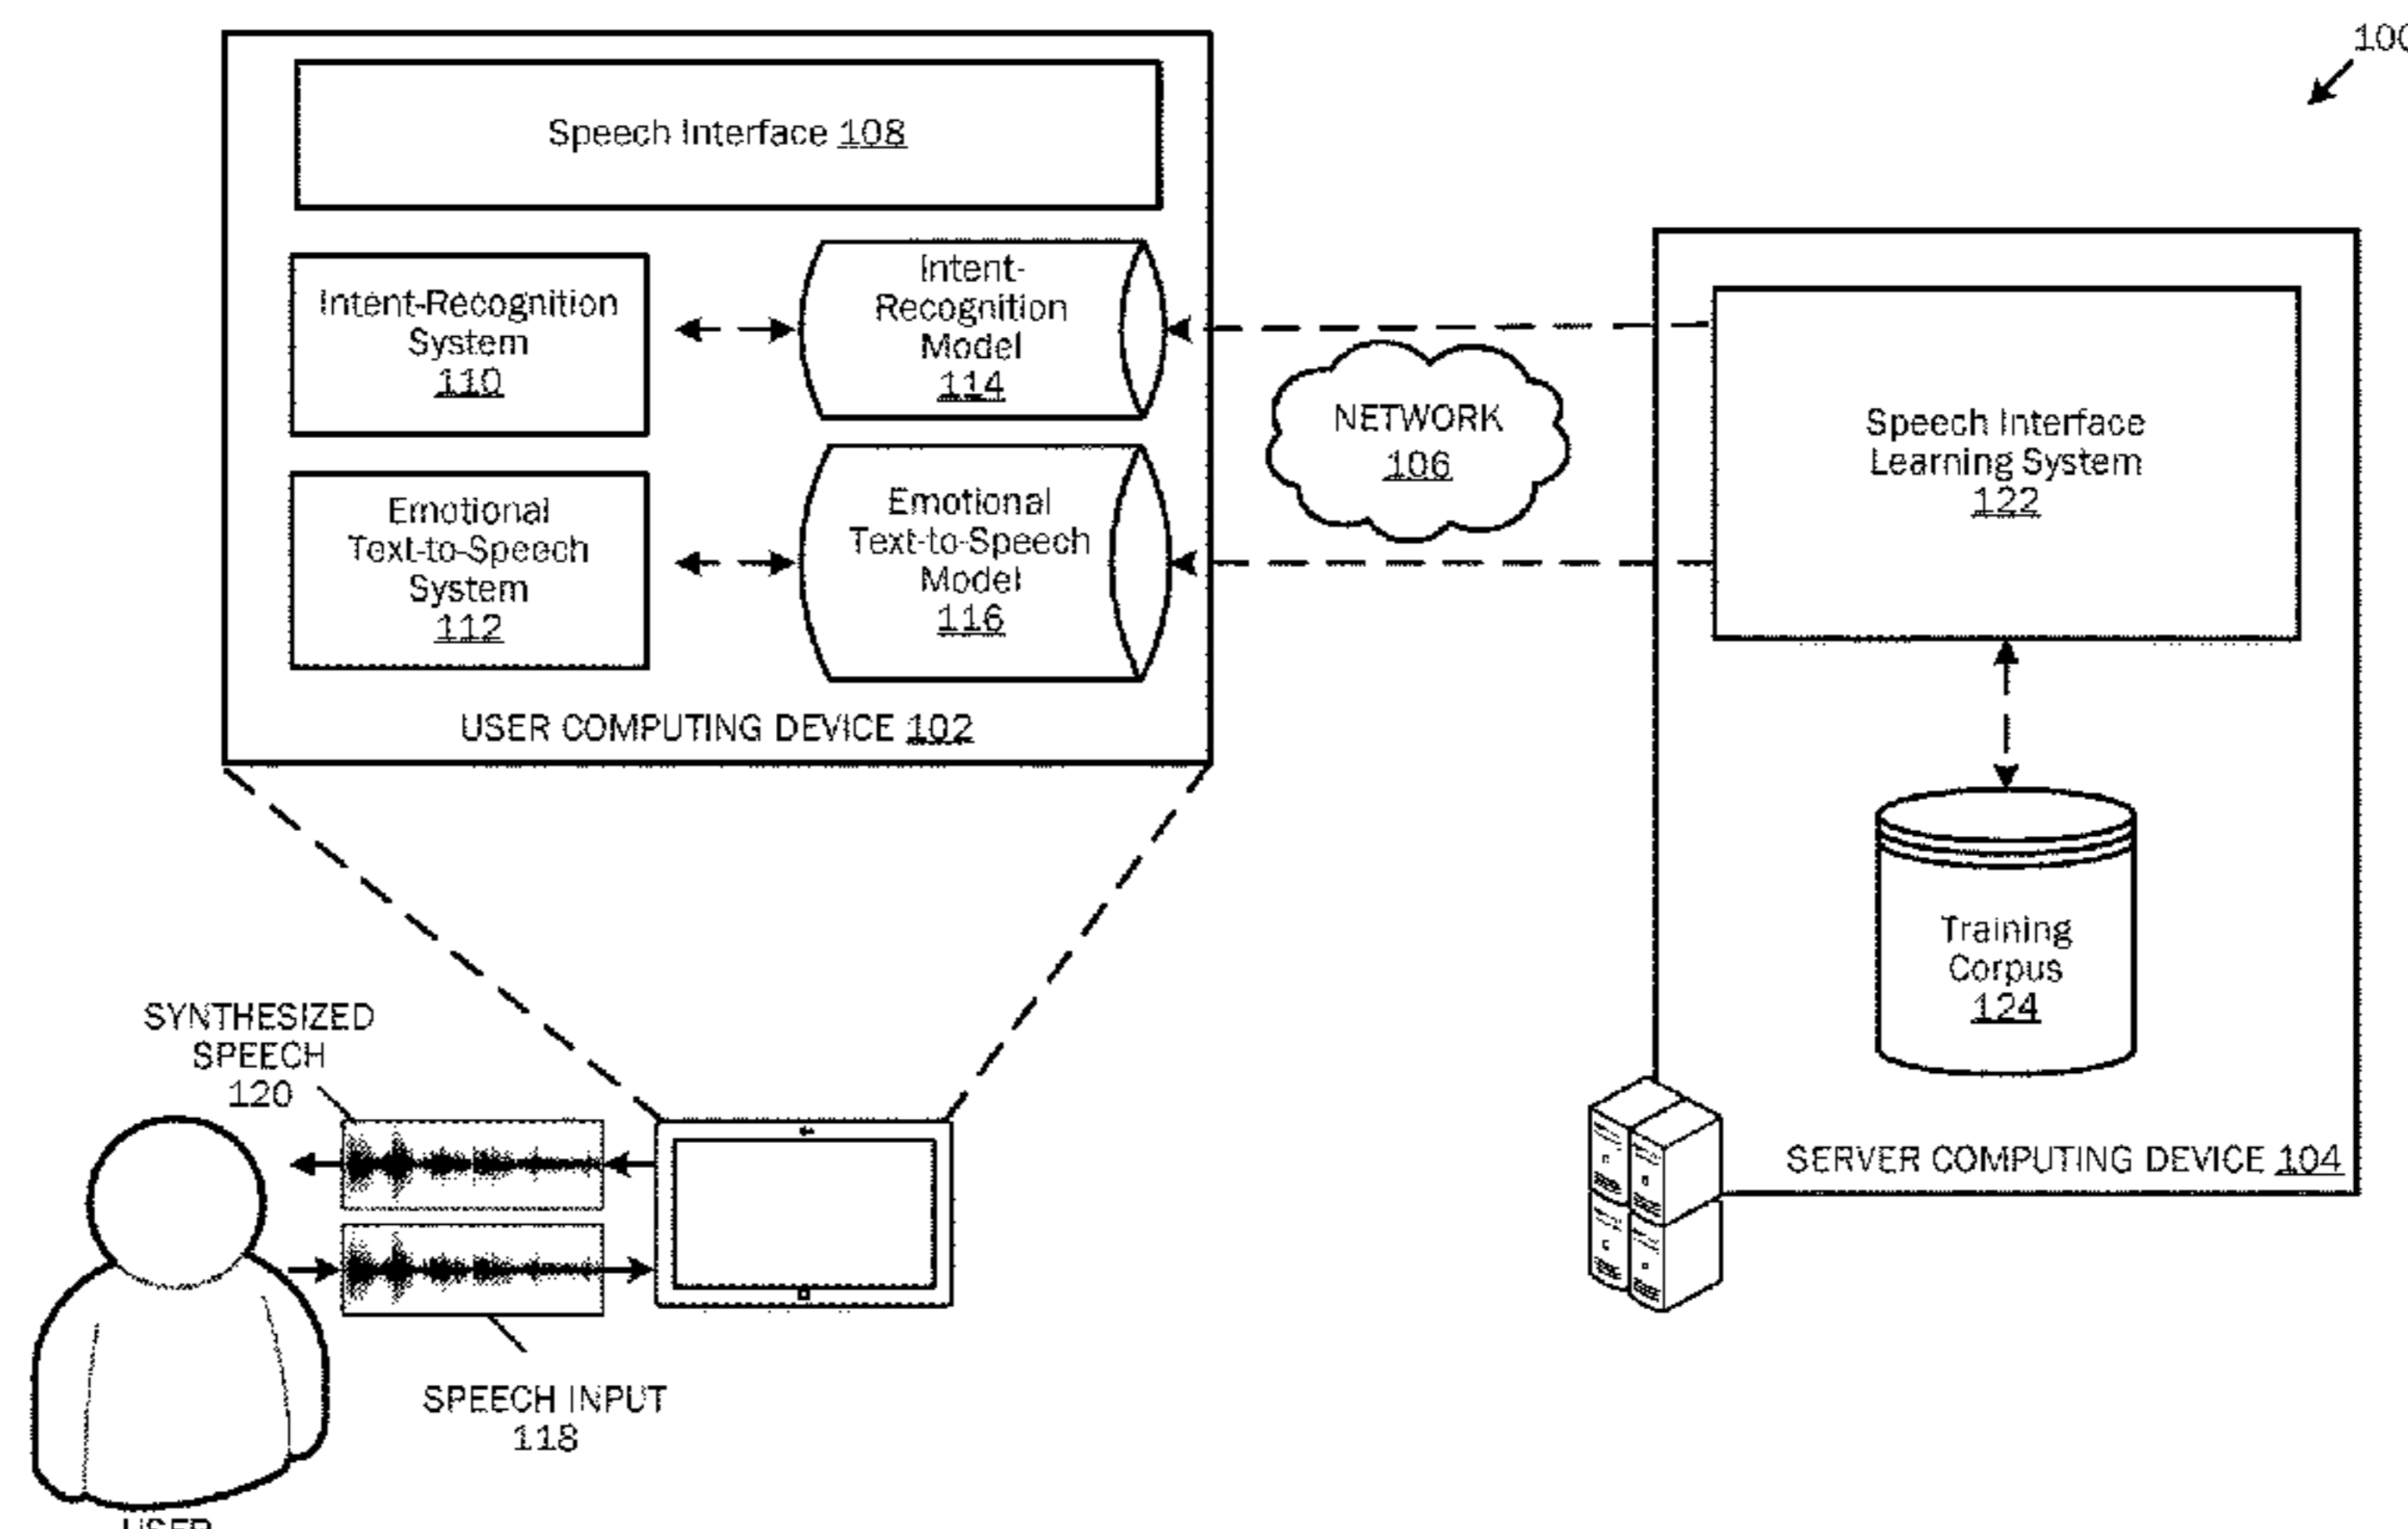 100
Speech Interface 108
Intent-Recognition
System
110
Intent-
Recognition
Model
114
Emotional
Text-to-Speech
System
112
Emotional
Text-to-Speech
Model
116
USER COMPUTING DEVICE 102
NETWORK
106
Speech Interface
Learning System
122
Training
Corpus
124
SERVER COMPUTING DEVICE 104
SYNTHESIZED
SPEECH
120
SPEECH INPUT
118
USER